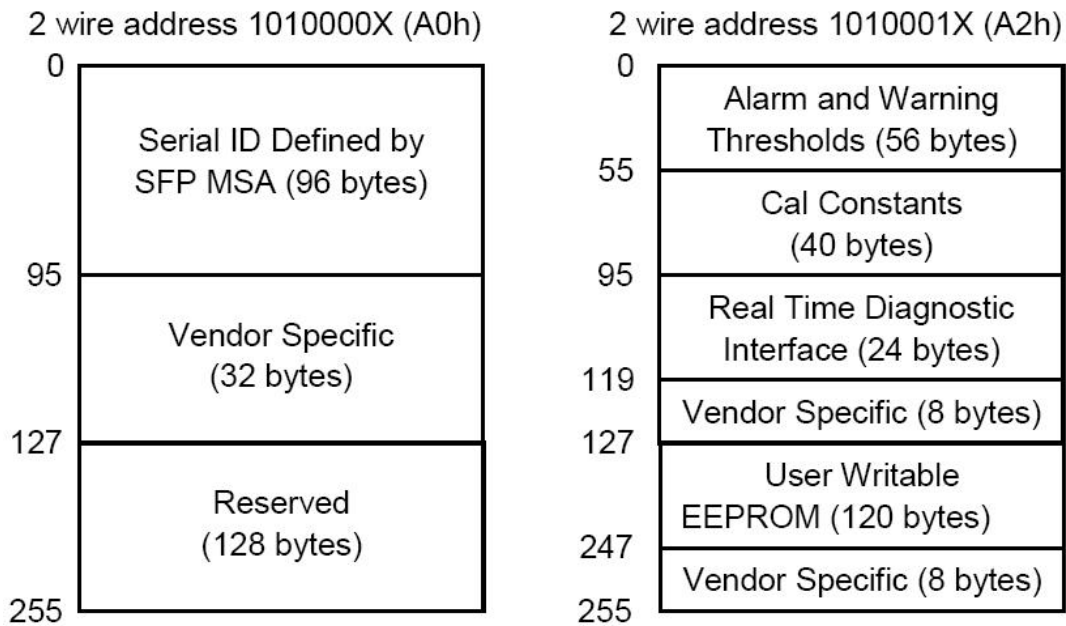 2 wire address 1010000X (A0h)
0
Serial ID Defined by
SFP MSA (96 bytes)
95
Vendor Specific
(32 bytes)
127
Reserved
(128 bytes)
255
2 wire address 1010001X (A2h)
0
Alarm and Warning
Thresholds (56 bytes)
55
Cal Constants
(40 bytes)
95
Real Time Diagnostic
Interface (24 bytes)
119
Vendor Specific (8 bytes)
127
User Writable
EEPROM (120 bytes)
247
Vendor Specific (8 bytes)
255